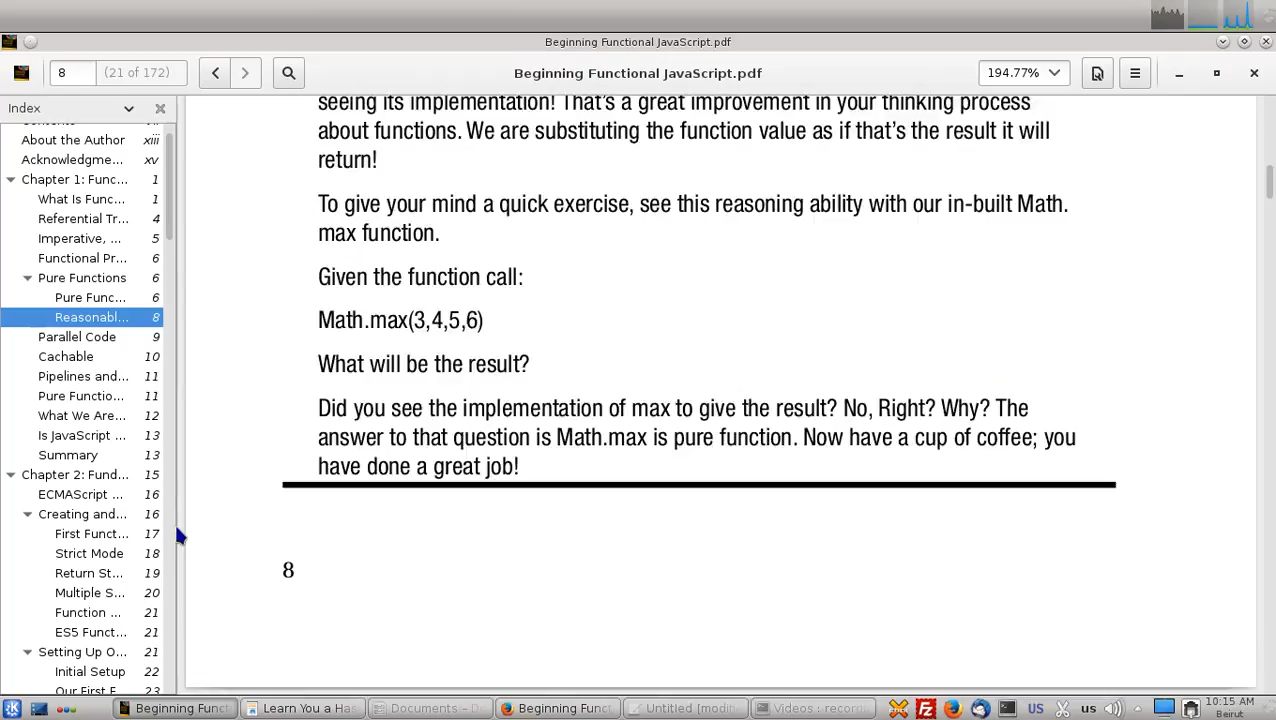 Beginning Functional JavaScript.pdf
8
(21 of 172)
Beginning Functional JavaScript.pdf
194.77%
Index
About the Author xiii
Acknowledgme... xv
Chapter 1: Func... 1
What Is Func... 1
Referential Tr... 4
Imperative, ... 5
Functional Pr... 6
Pure Functions 6
Pure Func... 6
Reasonabl... 8
Parallel Code 9
Cachable 10
Pipelines and... 11
Pure Functio... 11
What We Are... 12
Is JavaScript ... 13
Summary 13
Chapter 2: Fund... 15
ECMAScript ... 16
Creating and... 16
First Funct... 17
Strict Mode 18
Return St... 19
Multiple S... 20
Function ... 21
ES5 Funct... 21
Setting Up O... 21
Initial Setup 22
Our First F... 23
seeing its implementation! That's a great improvement in your thinking process
about functions. We are substituting the function value as if that's the result it will
return!
To give your mind a quick exercise, see this reasoning ability with our in-built Math.
max function.
Given the function call:
Math.max(3,4,5,6)
What will be the result?
Did you see the implementation of max to give the result? No, Right? Why? The
answer to that question is Math.max is pure function. Now have a cup of coffee; you
have done a great job!
8
Beginning Funct
Learn You a Has
Documents – D
Beginning Func
Untitled [modifi
Videos : recorn
US
us
10:15 AM
Beirut